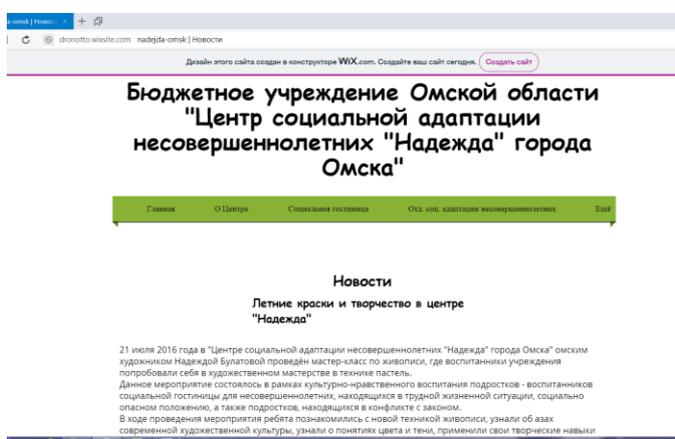 a-omsk | Новост
dronotto.wixsite.com nadejda-omsk | Новости
Дизайн этого сайта создан в конструкторе WiX.com. Создайте ваш сайт сегодня. Создать сайт
Бюджетное учреждение Омской области
"Центр социальной адаптации
несовершеннолетних "Надежда" города
Омска"
Главная О Центре Социальная гостиница Отд. соц. адаптации несовершеннолетних Ещё
Новости
Летние краски и творчество в центре
"Надежда"
21 июля 2016 года в "Центре социальной адаптации несовершеннолетних "Надежда" города Омска" омским
художником Надеждой Булатовой проведён мастер-класс по живописи, где воспитанники учреждения
попробовали себя в художественном мастерстве в технике пастель.
Данное мероприятие состоялось в рамках культурно-нравственного воспитания подростков - воспитанников
социальной гостиницы для несовершеннолетних, находящихся в трудной жизненной ситуации, социально
опасном положению, а также подростков, находящихся в конфликте с законом.
В ходе проведения мероприятия ребята познакомились с новой техникой живописи, узнали об азах
современной художественной культуры, узнали о понятиях цвета и тени, применили свои творческие навыки